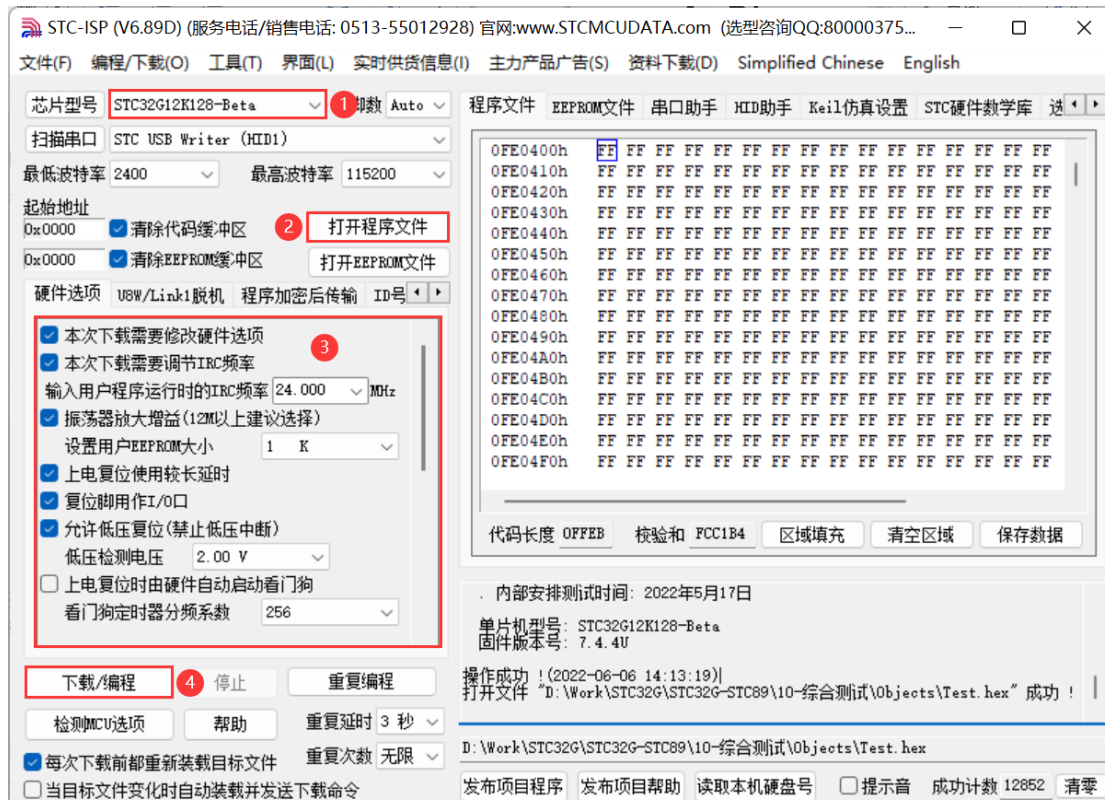 STC-ISP (V6.89D) (服务电话/销售电话: 0513-55012928) 官网:www.STCMCUDATA.com (选型咨询QQ:80000375...
文件(F) 编程/下载(O) 工具(T) 界面(L) 实时供货信息(I) 主力产品广告(S) 资料下载(D) Simplified Chinese English
芯片型号 STC32G12K128-Beta 1 脚数 Auto
扫描串口 STC USB Writer (HID1)
最低波特率 2400 最高波特率 115200
起始地址
0x0000 清除代码缓冲区 2 打开程序文件
0x0000 清除EEPROM缓冲区 打开EEPROM文件
硬件选项 U8W/Link1脱机 程序加密后传输 ID号
本次下载需要修改硬件选项
3
本次下载需要调节IRC频率
输入用户程序运行时的IRC频率 24.000 MHz
振荡器放大增益(12M以上建议选择)
设置用户EEPROM大小 1 K
上电复位使用较长延时
复位脚用作I/O口
允许低压复位(禁止低压中断)
低压检测电压 2.00 V
上电复位时由硬件自动启动看门狗
看门狗定时器分频系数 256
下载/编程 4 停止 重复编程
检测MCU选项 帮助 重复延时 3 秒
每次下载前都重新装载目标文件 重复次数 无限
当目标文件变化时自动装载并发送下载命令
程序文件 EEPROM文件 串口助手 HID助手 Keil仿真设置 STC硬件数学库 选
0FE0400h FF FF FF FF FF FF FF FF FF FF FF FF FF FF FF FF
0FE0410h FF FF FF FF FF FF FF FF FF FF FF FF FF FF FF FF
0FE0420h FF FF FF FF FF FF FF FF FF FF FF FF FF FF FF FF
0FE0430h FF FF FF FF FF FF FF FF FF FF FF FF FF FF FF FF
0FE0440h FF FF FF FF FF FF FF FF FF FF FF FF FF FF FF FF
0FE0450h FF FF FF FF FF FF FF FF FF FF FF FF FF FF FF FF
0FE0460h FF FF FF FF FF FF FF FF FF FF FF FF FF FF FF FF
0FE0470h FF FF FF FF FF FF FF FF FF FF FF FF FF FF FF FF
0FE0480h FF FF FF FF FF FF FF FF FF FF FF FF FF FF FF FF
0FE0490h FF FF FF FF FF FF FF FF FF FF FF FF FF FF FF FF
0FE04A0h FF FF FF FF FF FF FF FF FF FF FF FF FF FF FF FF
0FE04B0h FF FF FF FF FF FF FF FF FF FF FF FF FF FF FF FF
0FE04C0h FF FF FF FF FF FF FF FF FF FF FF FF FF FF FF FF
0FE04D0h FF FF FF FF FF FF FF FF FF FF FF FF FF FF FF FF
0FE04E0h FF FF FF FF FF FF FF FF FF FF FF FF FF FF FF FF
0FE04F0h FF FF FF FF FF FF FF FF FF FF FF FF FF FF FF FF
代码长度 0FFEB 校验和 FCC1B4 区域填充 清空区域 保存数据
. 内部安排测试时间: 2022年5月17日
单片机型号: STC32G12K128-Beta
固件版本号: 7.4.4U
操作成功 !(2022-06-06 14:13:19)
打开文件 "D:\Work\STC32G\STC32G-STC89\10-综合测试\Objects\Test.hex" 成功 !
D:\Work\STC32G\STC32G-STC89\10-综合测试\Objects\Test.hex
发布项目程序 发布项目帮助 读取本机硬盘号 提示音 成功计数 12852 清零